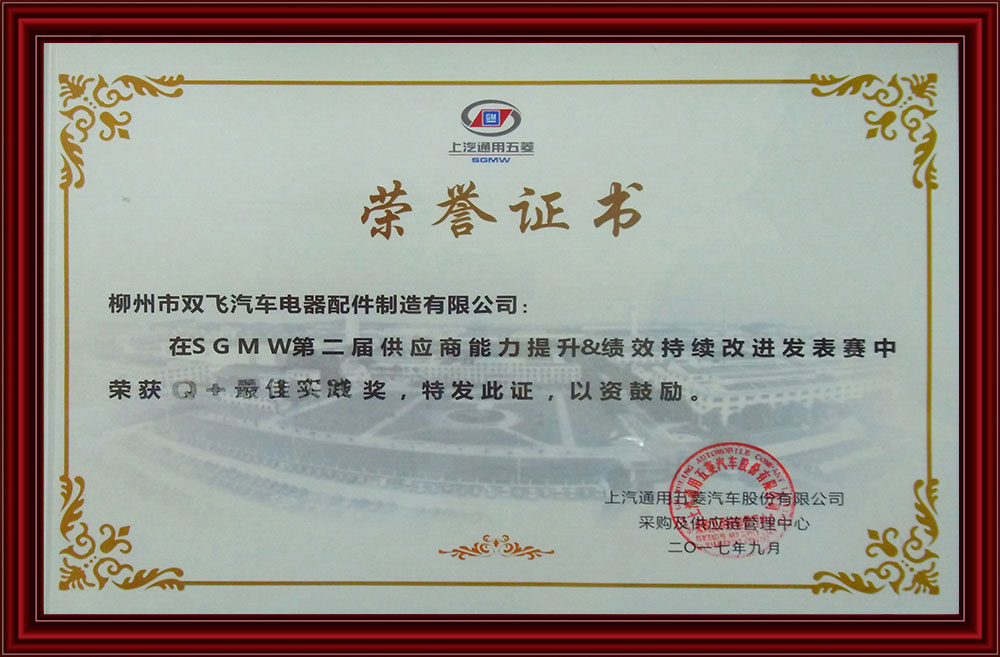 GM
上汽通用五菱
SGMW
荣誉证书
柳州市双飞汽车电器配件制造有限公司：
在SGMW第二届供应商能力提升&绩效持续改进发表赛中
荣获Q+最佳实践奖，特发此证，以资鼓励。
上汽通用五菱汽车股份有限公司
采购及供应链管理中心
二〇一七年九月